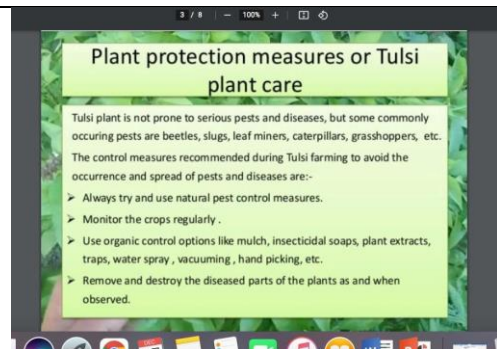 3 / 8 — 100% +
Plant protection measures or Tulsi
plant care
Tulsi plant is not prone to serious pests and diseases, but some commonly
occuring pests are beetles, slugs, leaf miners, caterpillars, grasshoppers, etc.
The control measures recommended during Tulsi farming to avoid the
occurrence and spread of pests and diseases are:-
➢ Always try and use natural pest control measures.
➢ Monitor the crops regularly .
➢ Use organic control options like mulch, insecticidal soaps, plant extracts,
traps, water spray , vacuuming , hand picking, etc.
➢ Remove and destroy the diseased parts of the plants as and when
observed.